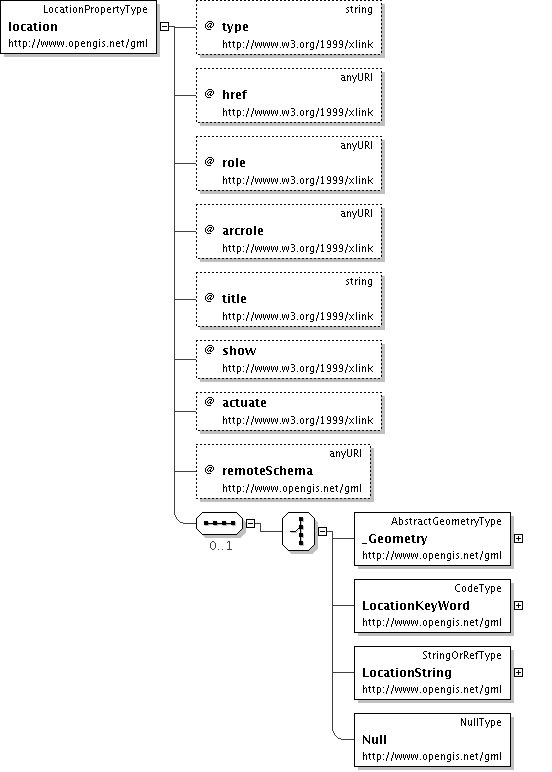 LocationPropertyType
location
http://www.opengis.net/gml
string
@ type
http://www.w3.org/1999/xlink
anyURI
@ href
http://www.w3.org/1999/xlink
anyURI
@ role
http://www.w3.org/1999/xlink
anyURI
@ arcrole
http://www.w3.org/1999/xlink
string
@ title
http://www.w3.org/1999/xlink
@ show
http://www.w3.org/1999/xlink
@ actuate
http://www.w3.org/1999/xlink
anyURI
@ remoteSchema
http://www.opengis.net/gml
0..1
AbstractGeometryType
_Geometry
http://www.opengis.net/gml
CodeType
LocationKeyWord
http://www.opengis.net/gml
StringOrRefType
LocationString
http://www.opengis.net/gml
NullType
Null
http://www.opengis.net/gml